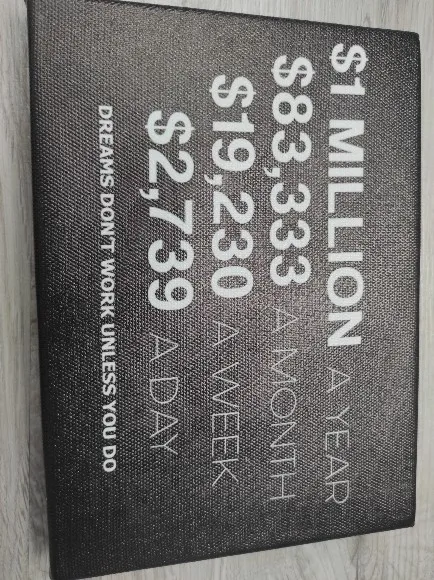 $1 MILLION A YEAR
$83,333 A MONTH
$19,230 A WEEK
$2,739 A DAY
DREAMS DON'T WORK UNLESS YOU DO